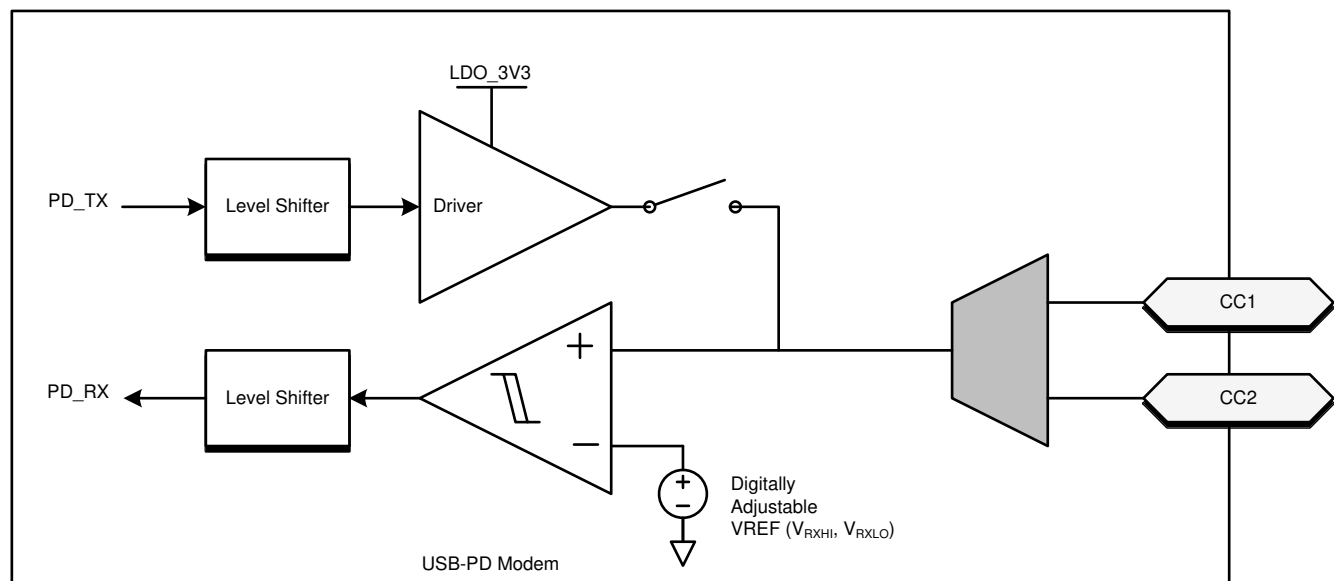 LDO_3V3
PD_TX
Level Shifter
Driver
CC1
+
PD_RX
Level Shifter
CC2
−
+
−
Digitally
Adjustable
VREF (VRXHI, VRXLO)
USB-PD Modem